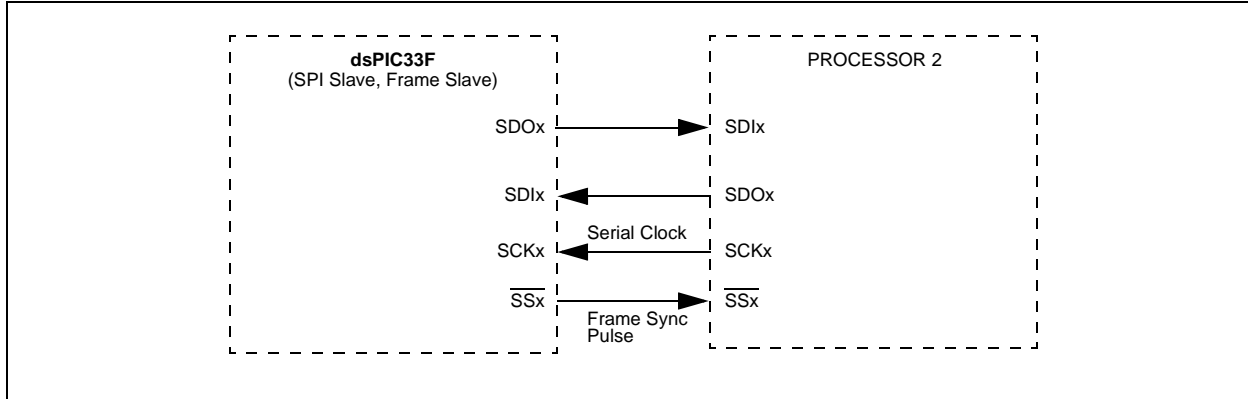 dsPIC33F
(SPI Slave, Frame Slave)
PROCESSOR 2
SDOx
SDIx
SDIx
SDOx
Serial Clock
SCKx
SCKx
SSx
SSx
Frame Sync
Pulse